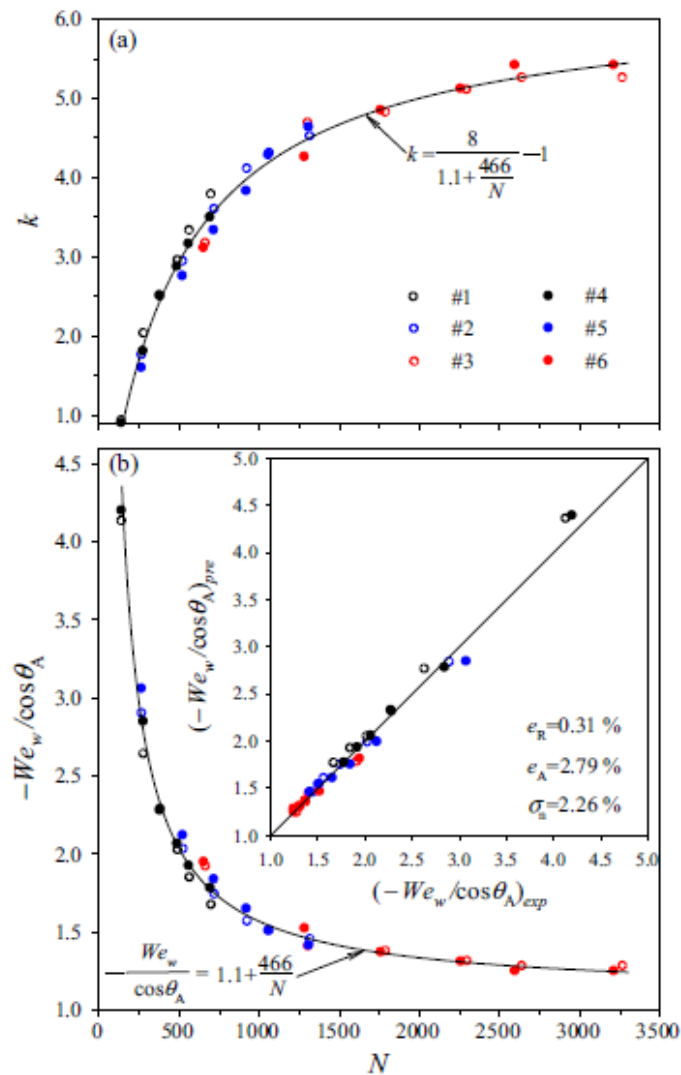 (a)
6.0
5.0
4.0
3.0
2.0
1.0
k
k = 8 / (1.1 + 466/N) − 1
#1 #4
#2 #5
#3 #6
(b)
4.5
4.0
3.5
3.0
2.5
2.0
1.5
1.0
−We_w/cosθ_A
5.0
4.5
4.0
3.5
3.0
2.5
2.0
1.5
1.0
(−We_w/cosθ_A)_pre
ϵ_R=0.31 %
ϵ_A=2.79 %
σ_n=2.26 %
1.0 1.5 2.0 2.5 3.0 3.5 4.0 4.5 5.0
(−We_w/cosθ_A)_exp
−We_w/cosθ_A = 1.1 + 466/N
0 500 1000 1500 2000 2500 3000 3500
N